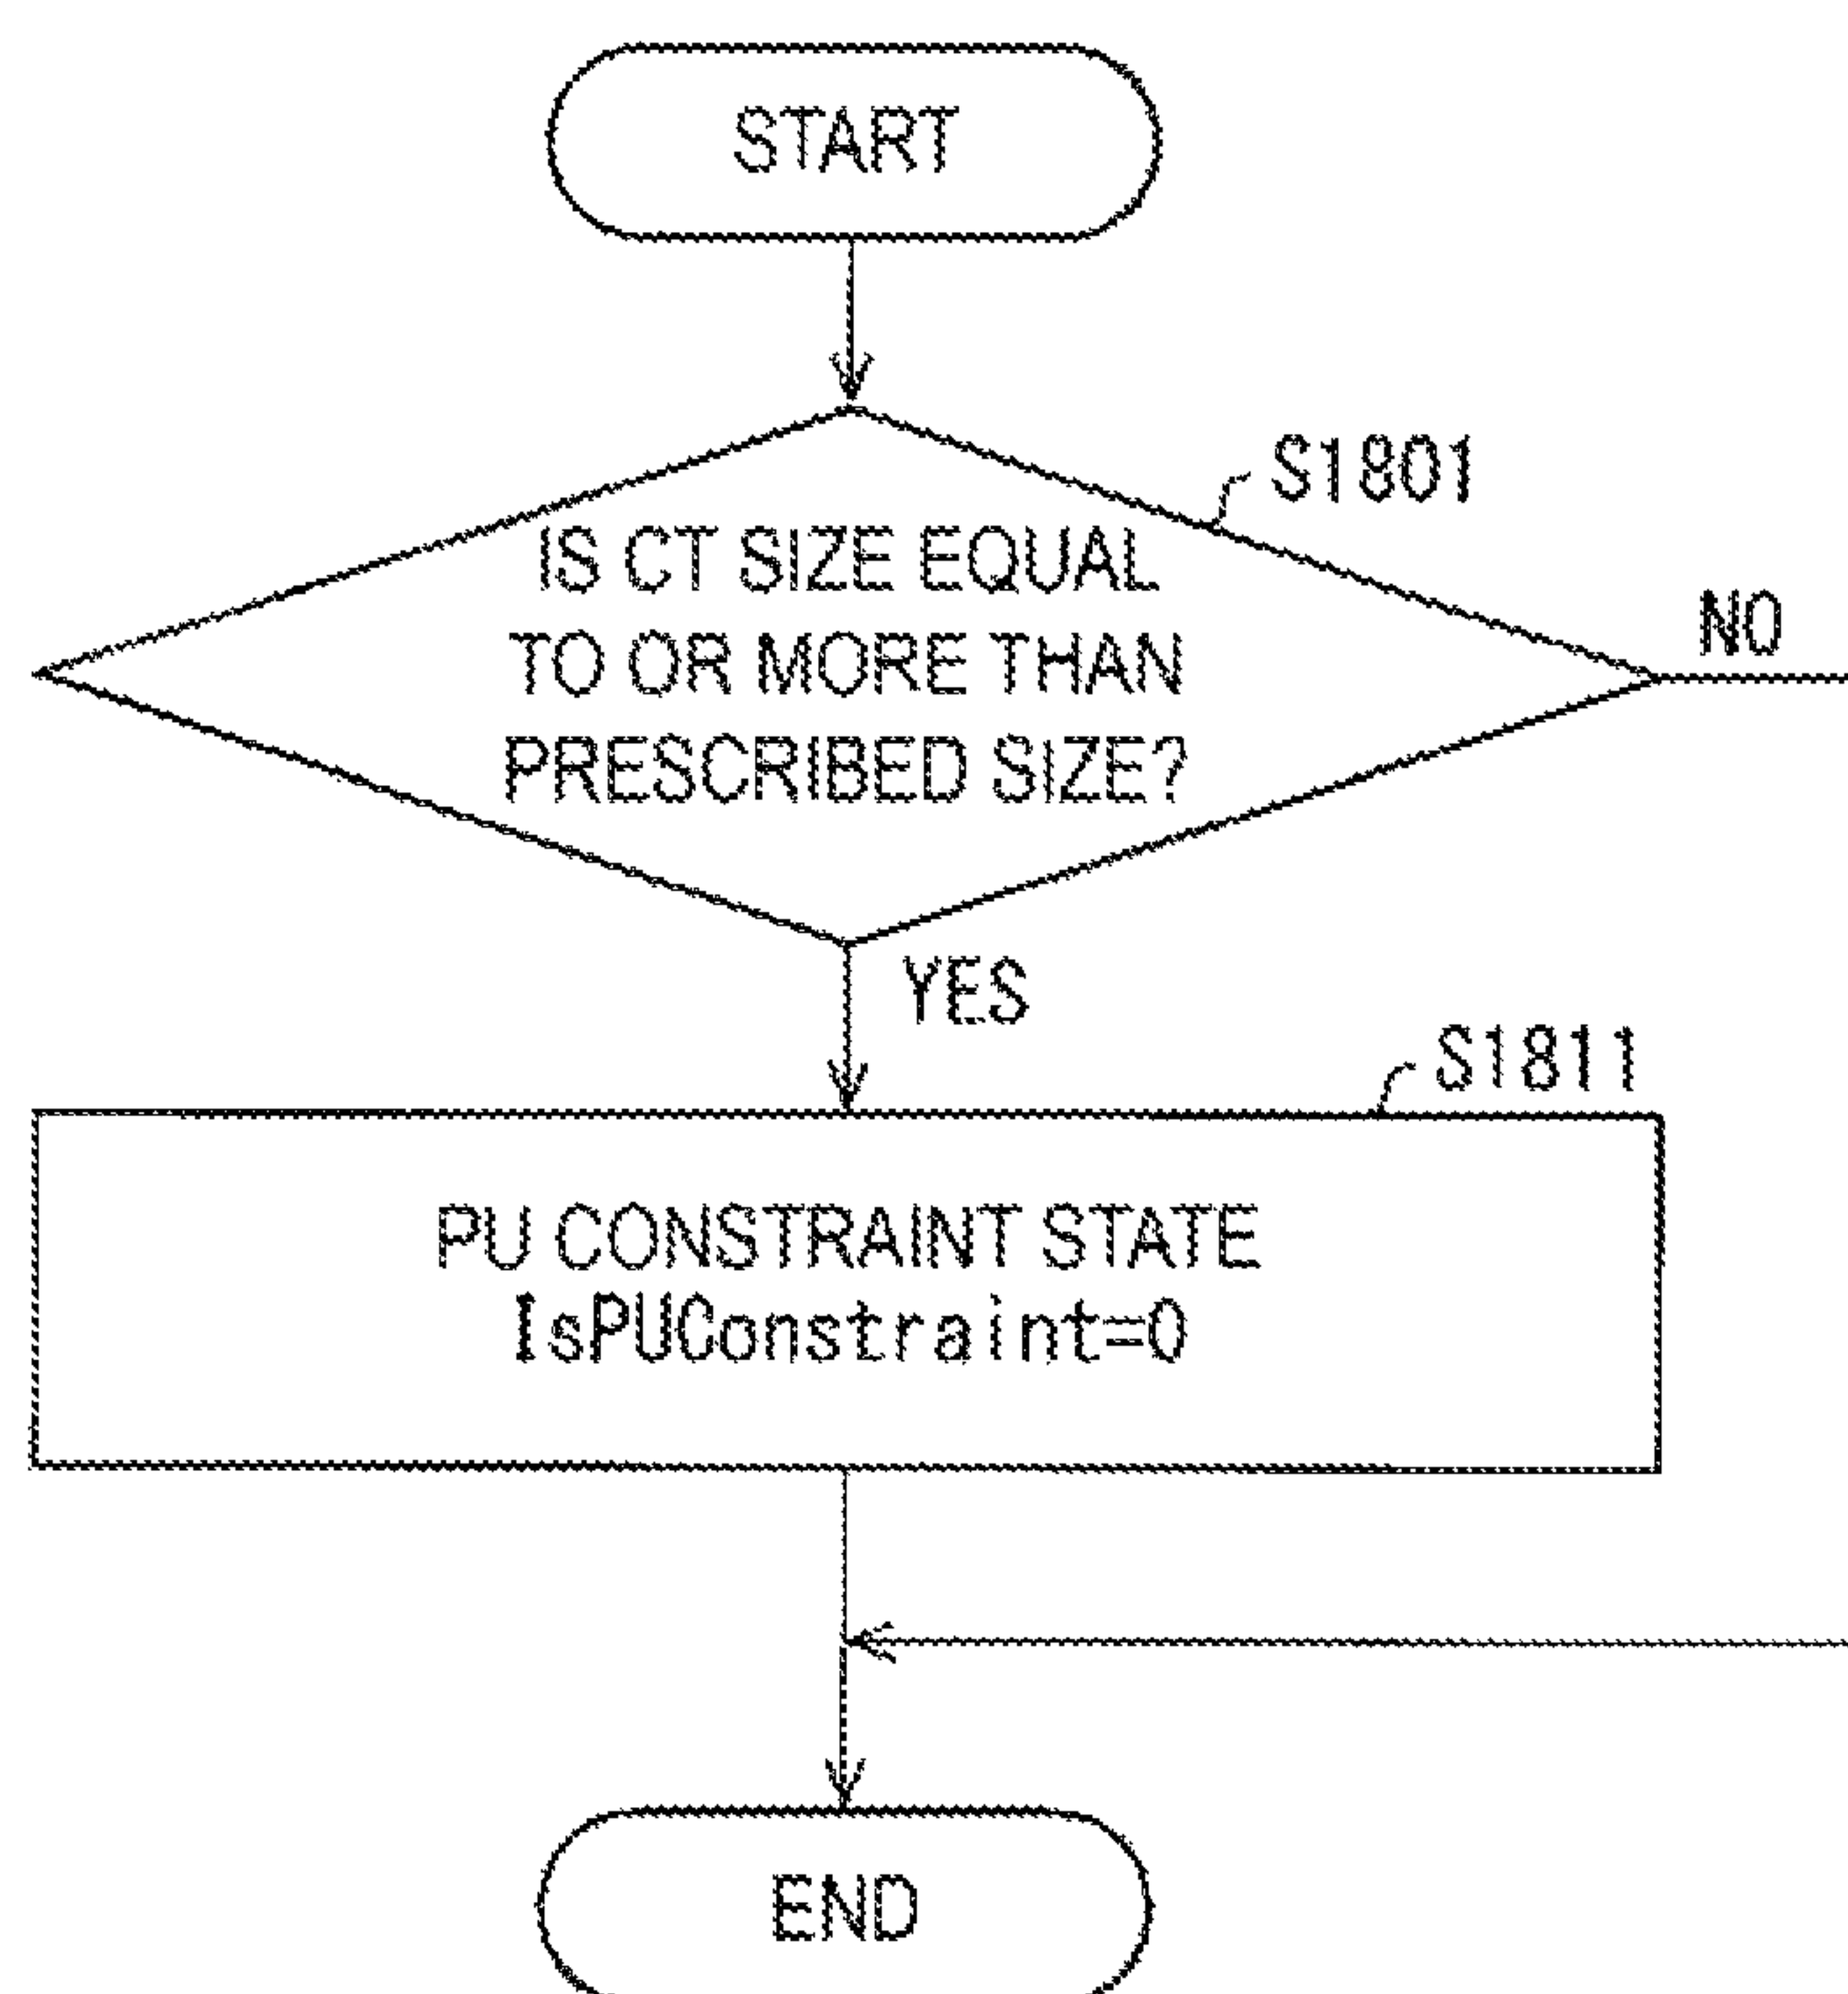 START
S1801
IS CT SIZE EQUAL
TO OR MORE THAN
PRESCRIBED SIZE?
NO
YES
S1811
PU CONSTRAINT STATE
IsPUConstraint=0
END